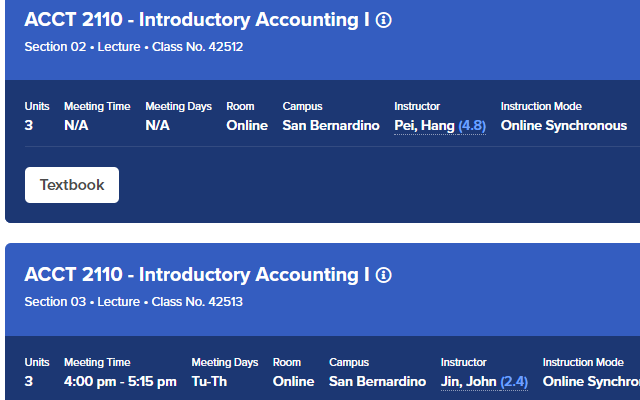 ACCT 2110 - Introductory Accounting I
Section 02 • Lecture • Class No. 42512
Units Meeting Time Meeting Days Room Campus Instructor Instruction Mode
3 N/A N/A Online San Bernardino Pei, Hang (4.8) Online Synchronous
Textbook
ACCT 2110 - Introductory Accounting I
Section 03 • Lecture • Class No. 42513
Units Meeting Time Meeting Days Room Campus Instructor Instruction Mode
3 4:00 pm - 5:15 pm Tu-Th Online San Bernardino Jin, John (2.4) Online Synchro